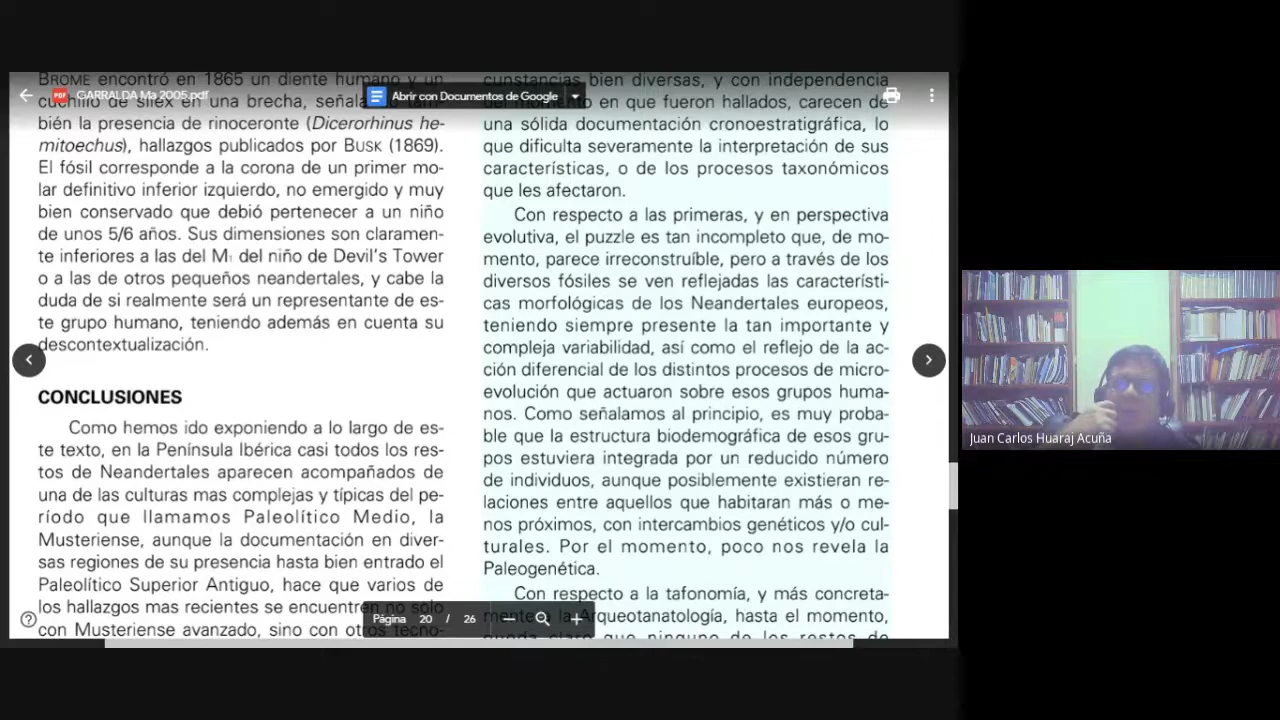 BROME encontró en 1865 un diente humano y un
cuchillo de sílex en una brecha,
bién la presencia de rinoceronte (Dicerorhinus he-
mitoechus), hallazgos publicados por BUSK (1869).
El fósil corresponde a la corona de un primer mo-
lar definitivo inferior izquierdo, no emergido y muy
bien conservado que debió pertenecer a un niño
de unos 5/6 años. Sus dimensiones son claramen-
te inferiores a las del M₁ del niño de Devil's Tower
o a las de otros pequeños neandertales, y cabe la
duda de si realmente será un representante de es-
te grupo humano, teniendo además en cuenta su
descontextualización.
CONCLUSIONES
Como hemos ido exponiendo a lo largo de es-
te texto, en la Península Ibérica casi todos los res-
tos de Neandertales aparecen acompañados de
una de las culturas mas complejas y típicas del pe-
ríodo que llamamos Paleolítico Medio, la
Musteriense, aunque la documentación en diver-
sas regiones de su presencia hasta bien entrado el
Paleolítico Superior Antiguo, hace que varios de
los hallazgos mas recientes se encuentren no solo
con Musteriense avanzado, sino con otros tecno-
cunstancias bien diversas, y con independencia
del momento en que fueron hallados, carecen de
una sólida documentación cronoestratigráfica, lo
que dificulta severamente la interpretación de sus
características, o de los procesos taxonómicos
que les afectaron.
Con respecto a las primeras, y en perspectiva
evolutiva, el puzzle es tan incompleto que, de mo-
mento, parece irreconstruíble, pero a través de los
diversos fósiles se ven reflejadas las característi-
cas morfológicas de los Neandertales europeos,
teniendo siempre presente la tan importante y
compleja variabilidad, así como el reflejo de la ac-
ción diferencial de los distintos procesos de micro-
evolución que actuaron sobre esos grupos huma-
nos. Como señalamos al principio, es muy proba-
ble que la estructura biodemográfica de esos gru-
pos estuviera integrada por un reducido número
de individuos, aunque posiblemente existieran re-
laciones entre aquellos que habitaran más o me-
nos próximos, con intercambios genéticos y/o cul-
turales. Por el momento, poco nos revela la
Paleogenética.
Con respecto a la tafonomía, y más concreta-
mente a la Arqueotanatología, hasta el momento,
queda claro que ninguno de los restos de
PDF GARRALDA Ma 2005.pdf
Abrir con Documentos de Google
Página 20 / 26
Juan Carlos Huaraj Acuña